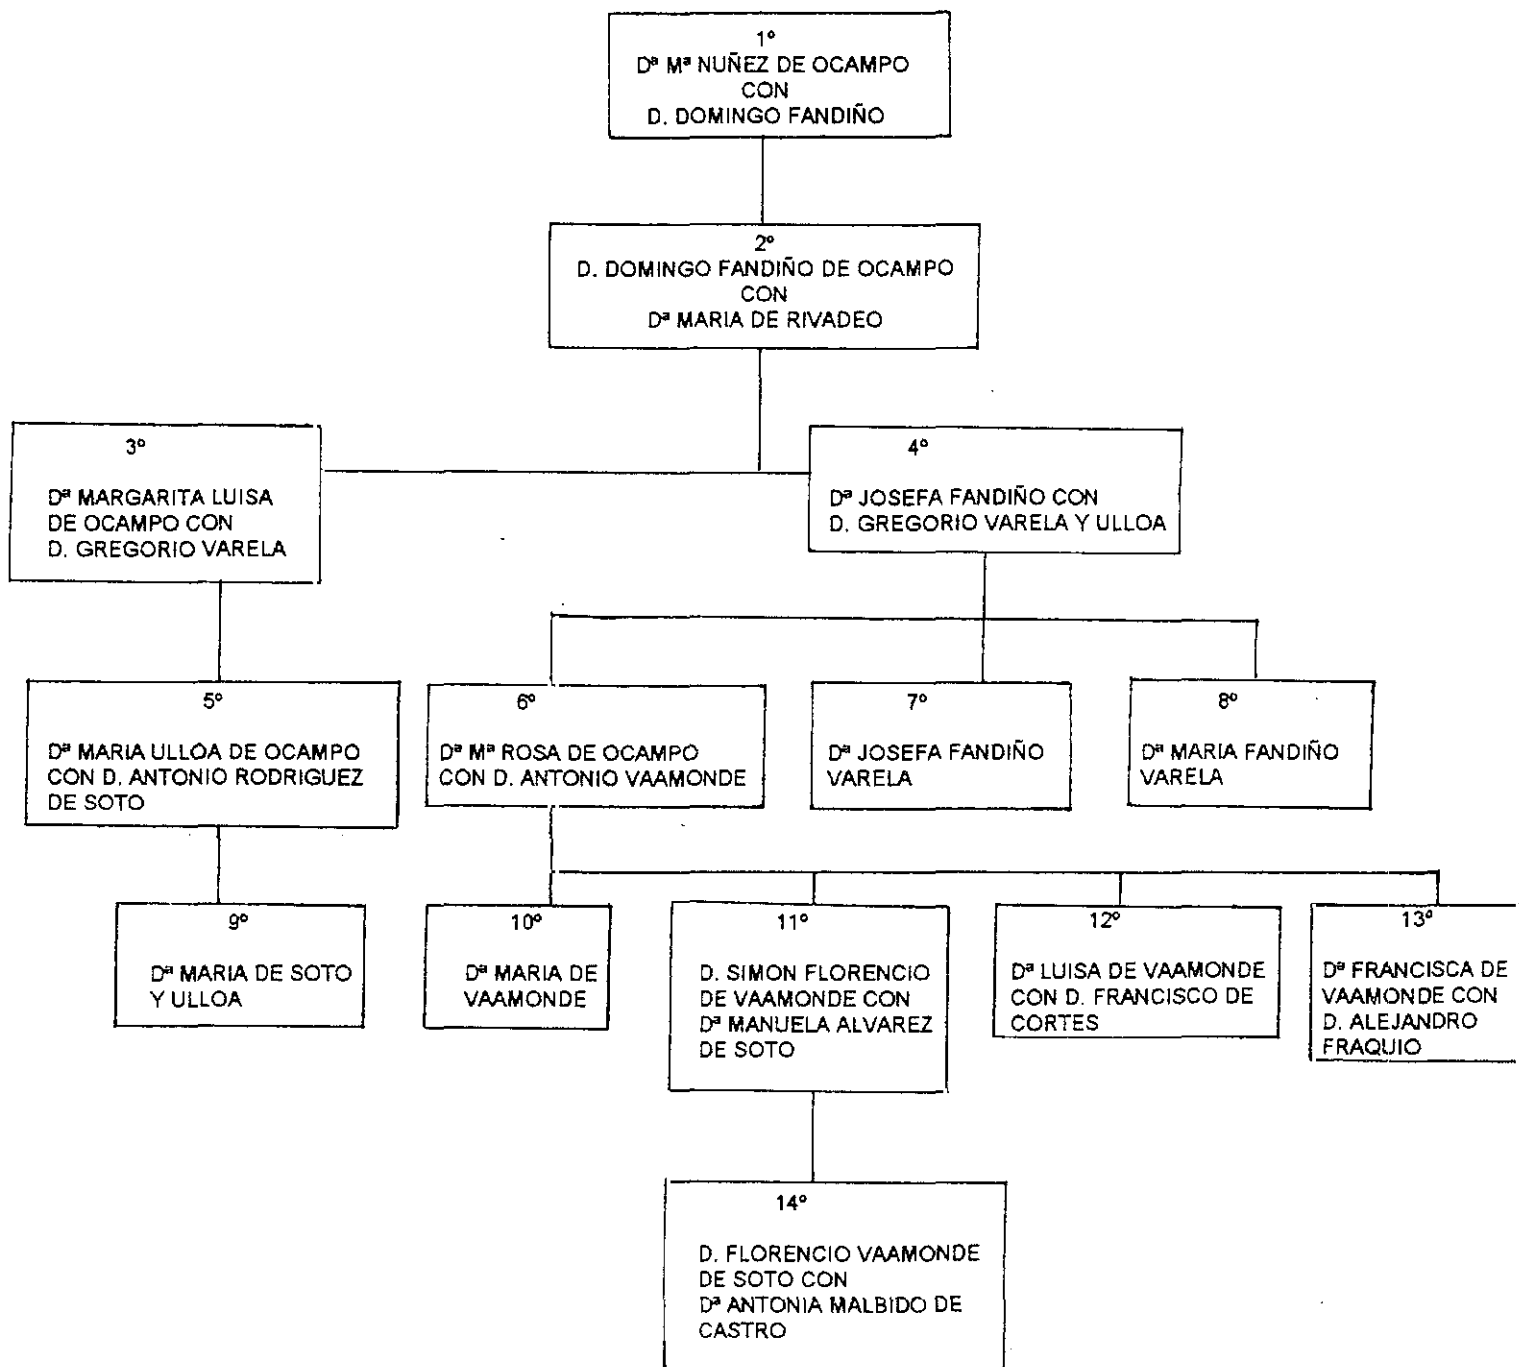 1º
Dª Mª NUÑEZ DE OCAMPO
CON
D. DOMINGO FANDIÑO
2º
D. DOMINGO FANDIÑO DE OCAMPO
CON
Dª MARIA DE RIVADEO
3º
Dª MARGARITA LUISA
DE OCAMPO CON
D. GREGORIO VARELA
4º
Dª JOSEFA FANDIÑO CON
D. GREGORIO VARELA Y ULLOA
5º
Dª MARIA ULLOA DE OCAMPO
CON D. ANTONIO RODRIGUEZ
DE SOTO
6º
Dª Mª ROSA DE OCAMPO
CON D. ANTONIO VAAMONDE
7º
Dª JOSEFA FANDIÑO
VARELA
8º
Dª MARIA FANDIÑO
VARELA
9º
Dª MARIA DE SOTO
Y ULLOA
10º
Dª MARIA DE
VAAMONDE
11º
D. SIMON FLORENCIO
DE VAAMONDE CON
Dª MANUELA ALVAREZ
DE SOTO
12º
Dª LUISA DE VAAMONDE
CON D. FRANCISCO DE
CORTES
13º
Dª FRANCISCA DE
VAAMONDE CON
D. ALEJANDRO
FRAQUIO
14º
D. FLORENCIO VAAMONDE
DE SOTO CON
Dª ANTONIA MALBIDO DE
CASTRO